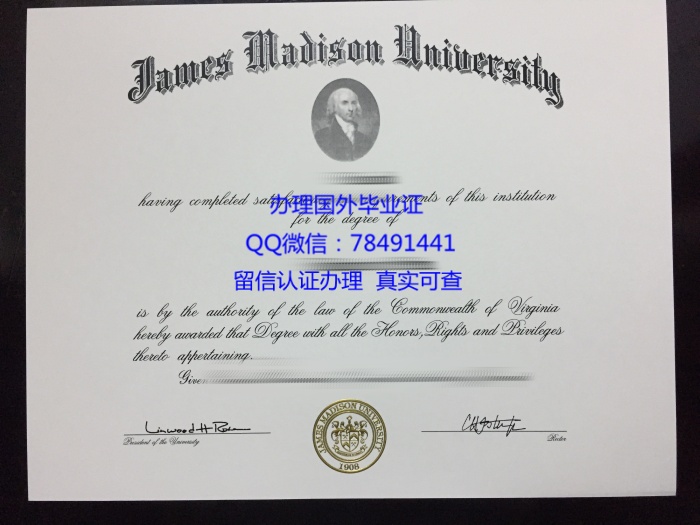 James Madison University
having completed satisfactory requirements of this institution
办理国外毕业证
for the degree of
QQ微信：78491441
留信认证办理 真实可查
is by the authority of the law of the Commonwealth of Virginia
hereby awarded that Degree with all the Honors, Rights and Privileges
thereto appertaining.
Given
President of the University
Rector
JAMES MADISON UNIVERSITY
1908